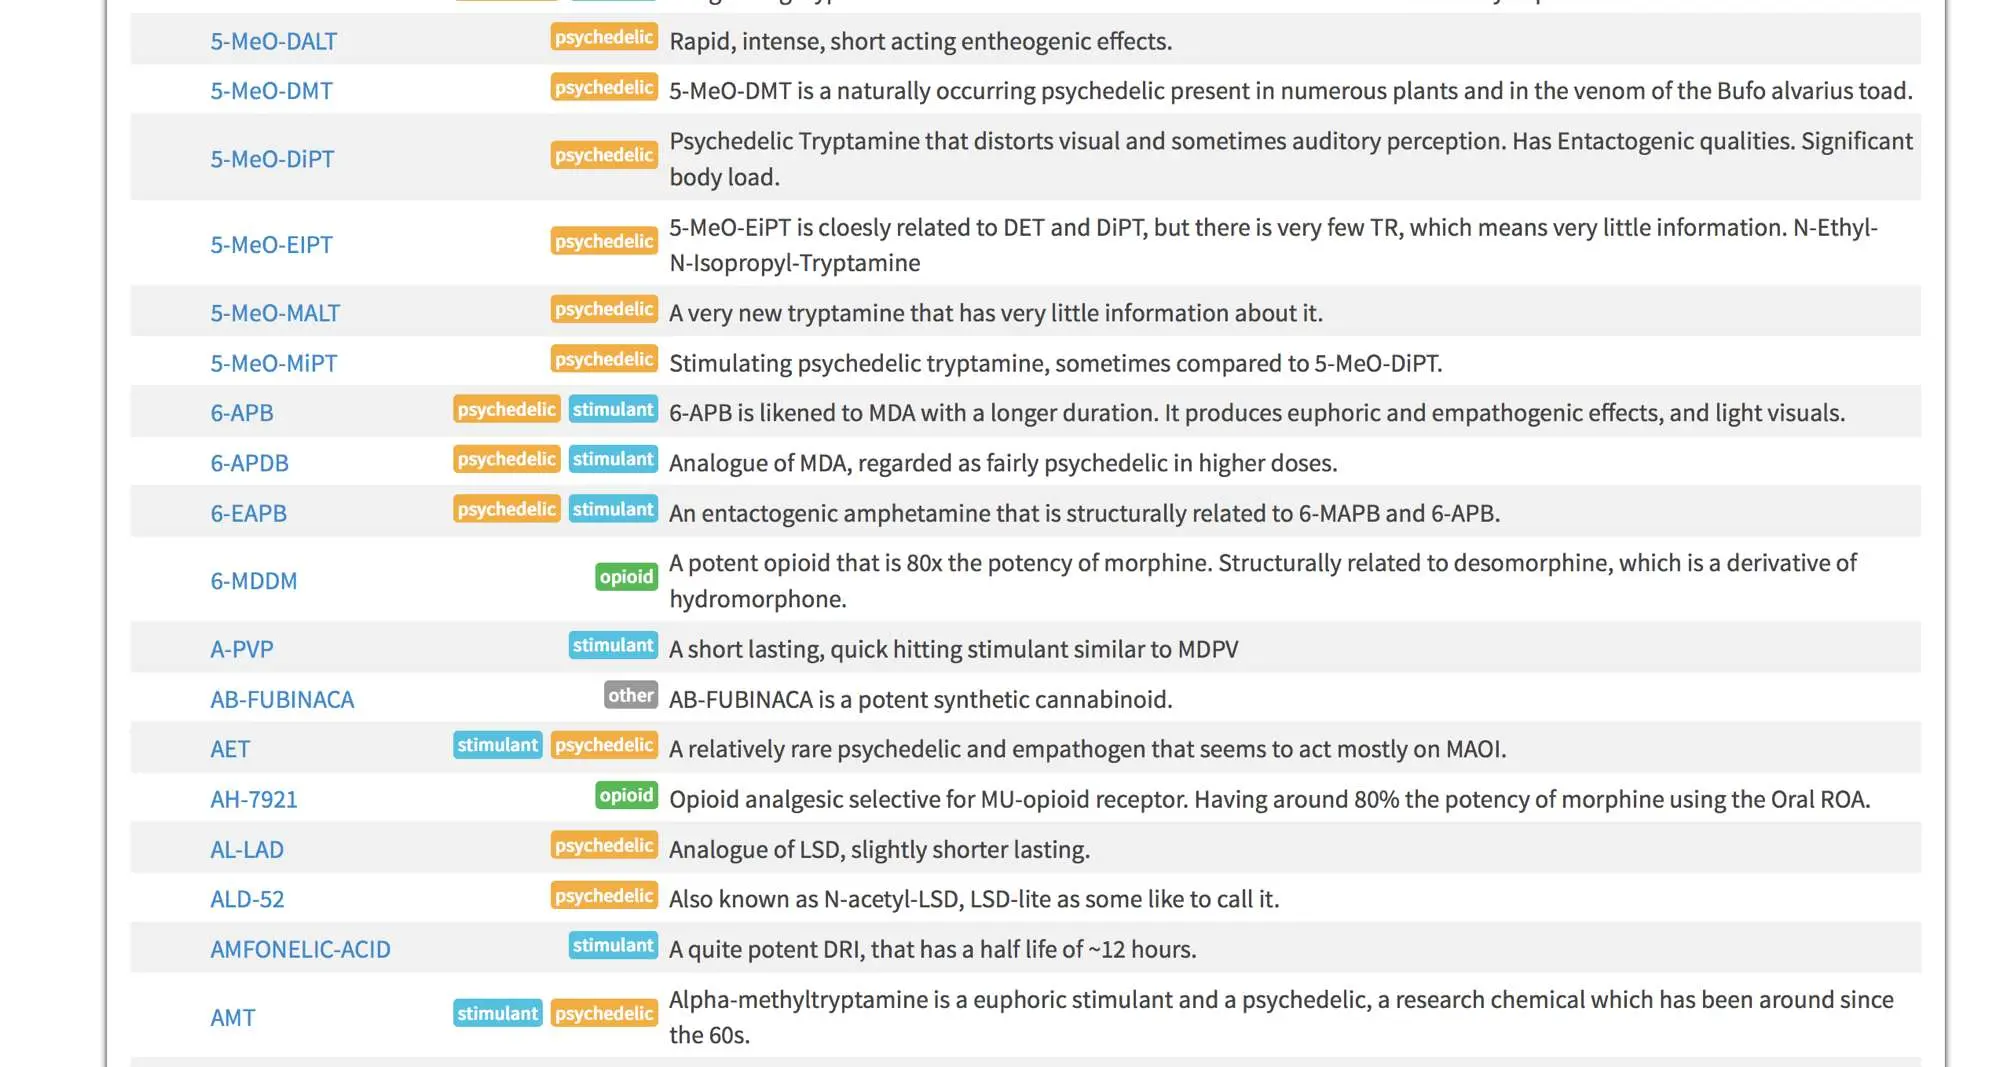 5-MeO-DALT psychedelic Rapid, intense, short acting entheogenic effects.
5-MeO-DMT psychedelic 5-MeO-DMT is a naturally occurring psychedelic present in numerous plants and in the venom of the Bufo alvarius toad.
5-MeO-DiPT psychedelic Psychedelic Tryptamine that distorts visual and sometimes auditory perception. Has Entactogenic qualities. Significant
body load.
5-MeO-EIPT psychedelic 5-MeO-EiPT is cloesly related to DET and DiPT, but there is very few TR, which means very little information. N-Ethyl-
N-Isopropyl-Tryptamine
5-MeO-MALT psychedelic A very new tryptamine that has very little information about it.
5-MeO-MiPT psychedelic Stimulating psychedelic tryptamine, sometimes compared to 5-MeO-DiPT.
6-APB psychedelic stimulant 6-APB is likened to MDA with a longer duration. It produces euphoric and empathogenic effects, and light visuals.
6-APDB psychedelic stimulant Analogue of MDA, regarded as fairly psychedelic in higher doses.
6-EAPB psychedelic stimulant An entactogenic amphetamine that is structurally related to 6-MAPB and 6-APB.
6-MDDM opioid A potent opioid that is 80x the potency of morphine. Structurally related to desomorphine, which is a derivative of
hydromorphone.
A-PVP stimulant A short lasting, quick hitting stimulant similar to MDPV
AB-FUBINACA other AB-FUBINACA is a potent synthetic cannabinoid.
AET stimulant psychedelic A relatively rare psychedelic and empathogen that seems to act mostly on MAOI.
AH-7921 opioid Opioid analgesic selective for MU-opioid receptor. Having around 80% the potency of morphine using the Oral ROA.
AL-LAD psychedelic Analogue of LSD, slightly shorter lasting.
ALD-52 psychedelic Also known as N-acetyl-LSD, LSD-lite as some like to call it.
AMFONELIC-ACID stimulant A quite potent DRI, that has a half life of ~12 hours.
AMT stimulant psychedelic Alpha-methyltryptamine is a euphoric stimulant and a psychedelic, a research chemical which has been around since
the 60s.